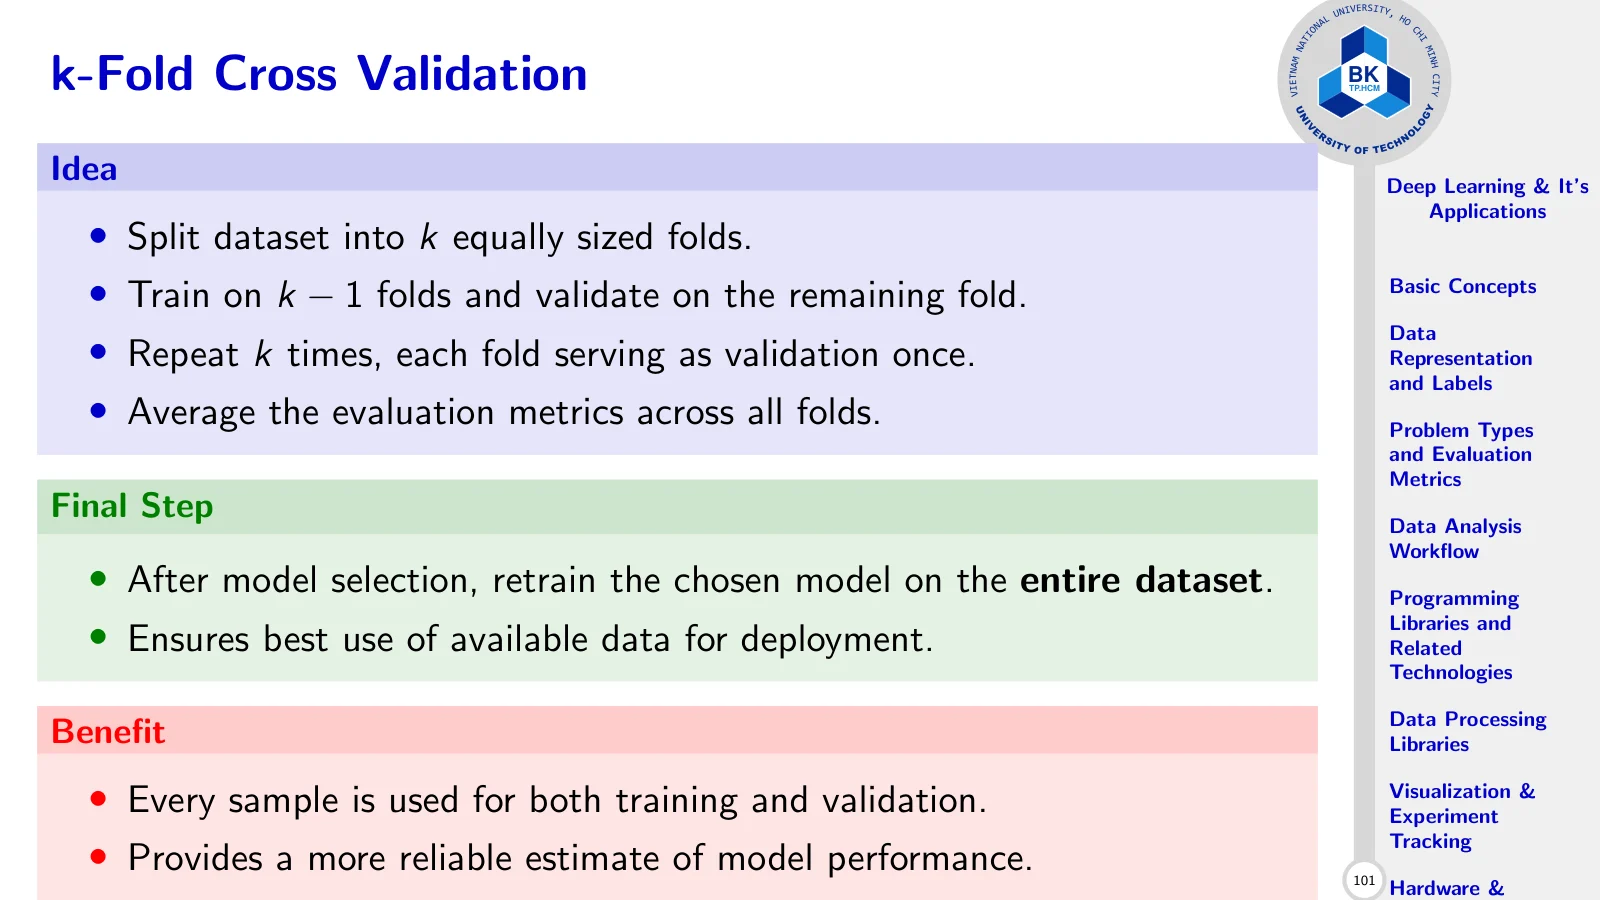 k-Fold Cross Validation
Idea
• Split dataset into k equally sized folds.
• Train on k − 1 folds and validate on the remaining fold.
• Repeat k times, each fold serving as validation once.
• Average the evaluation metrics across all folds.
Final Step
• After model selection, retrain the chosen model on the entire dataset.
• Ensures best use of available data for deployment.
Benefit
• Every sample is used for both training and validation.
• Provides a more reliable estimate of model performance.
VIETNAM NATIONAL UNIVERSITY, HO CHI MINH CITY
BK
TP.HCM
UNIVERSITY OF TECHNOLOGY
Deep Learning & It's
Applications
Basic Concepts
Data
Representation
and Labels
Problem Types
and Evaluation
Metrics
Data Analysis
Workflow
Programming
Libraries and
Related
Technologies
Data Processing
Libraries
Visualization &
Experiment
Tracking
Hardware &
101